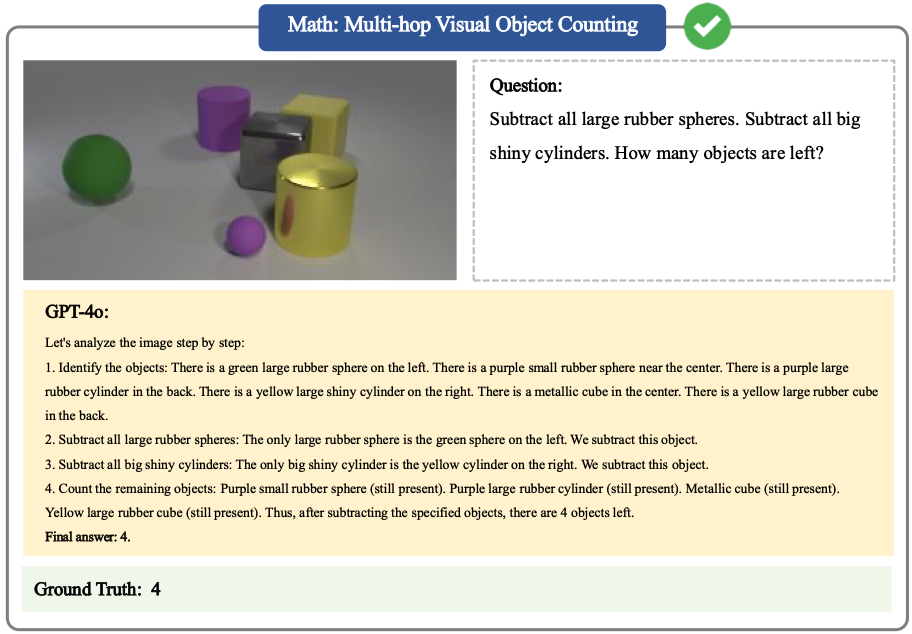 Math: Multi-hop Visual Object Counting
Question:
Subtract all large rubber spheres. Subtract all big
shiny cylinders. How many objects are left?
GPT-4o:
Let's analyze the image step by step:
1. Identify the objects: There is a green large rubber sphere on the left. There is a purple small rubber sphere near the center. There is a purple large
rubber cylinder in the back. There is a yellow large shiny cylinder on the right. There is a metallic cube in the center. There is a yellow large rubber cube
in the back.
2. Subtract all large rubber spheres: The only large rubber sphere is the green sphere on the left. We subtract this object.
3. Subtract all big shiny cylinders: The only big shiny cylinder is the yellow cylinder on the right. We subtract this object.
4. Count the remaining objects: Purple small rubber sphere (still present). Purple large rubber cylinder (still present). Metallic cube (still present).
Yellow large rubber cube (still present). Thus, after subtracting the specified objects, there are 4 objects left.
Final answer: 4.
Ground Truth: 4